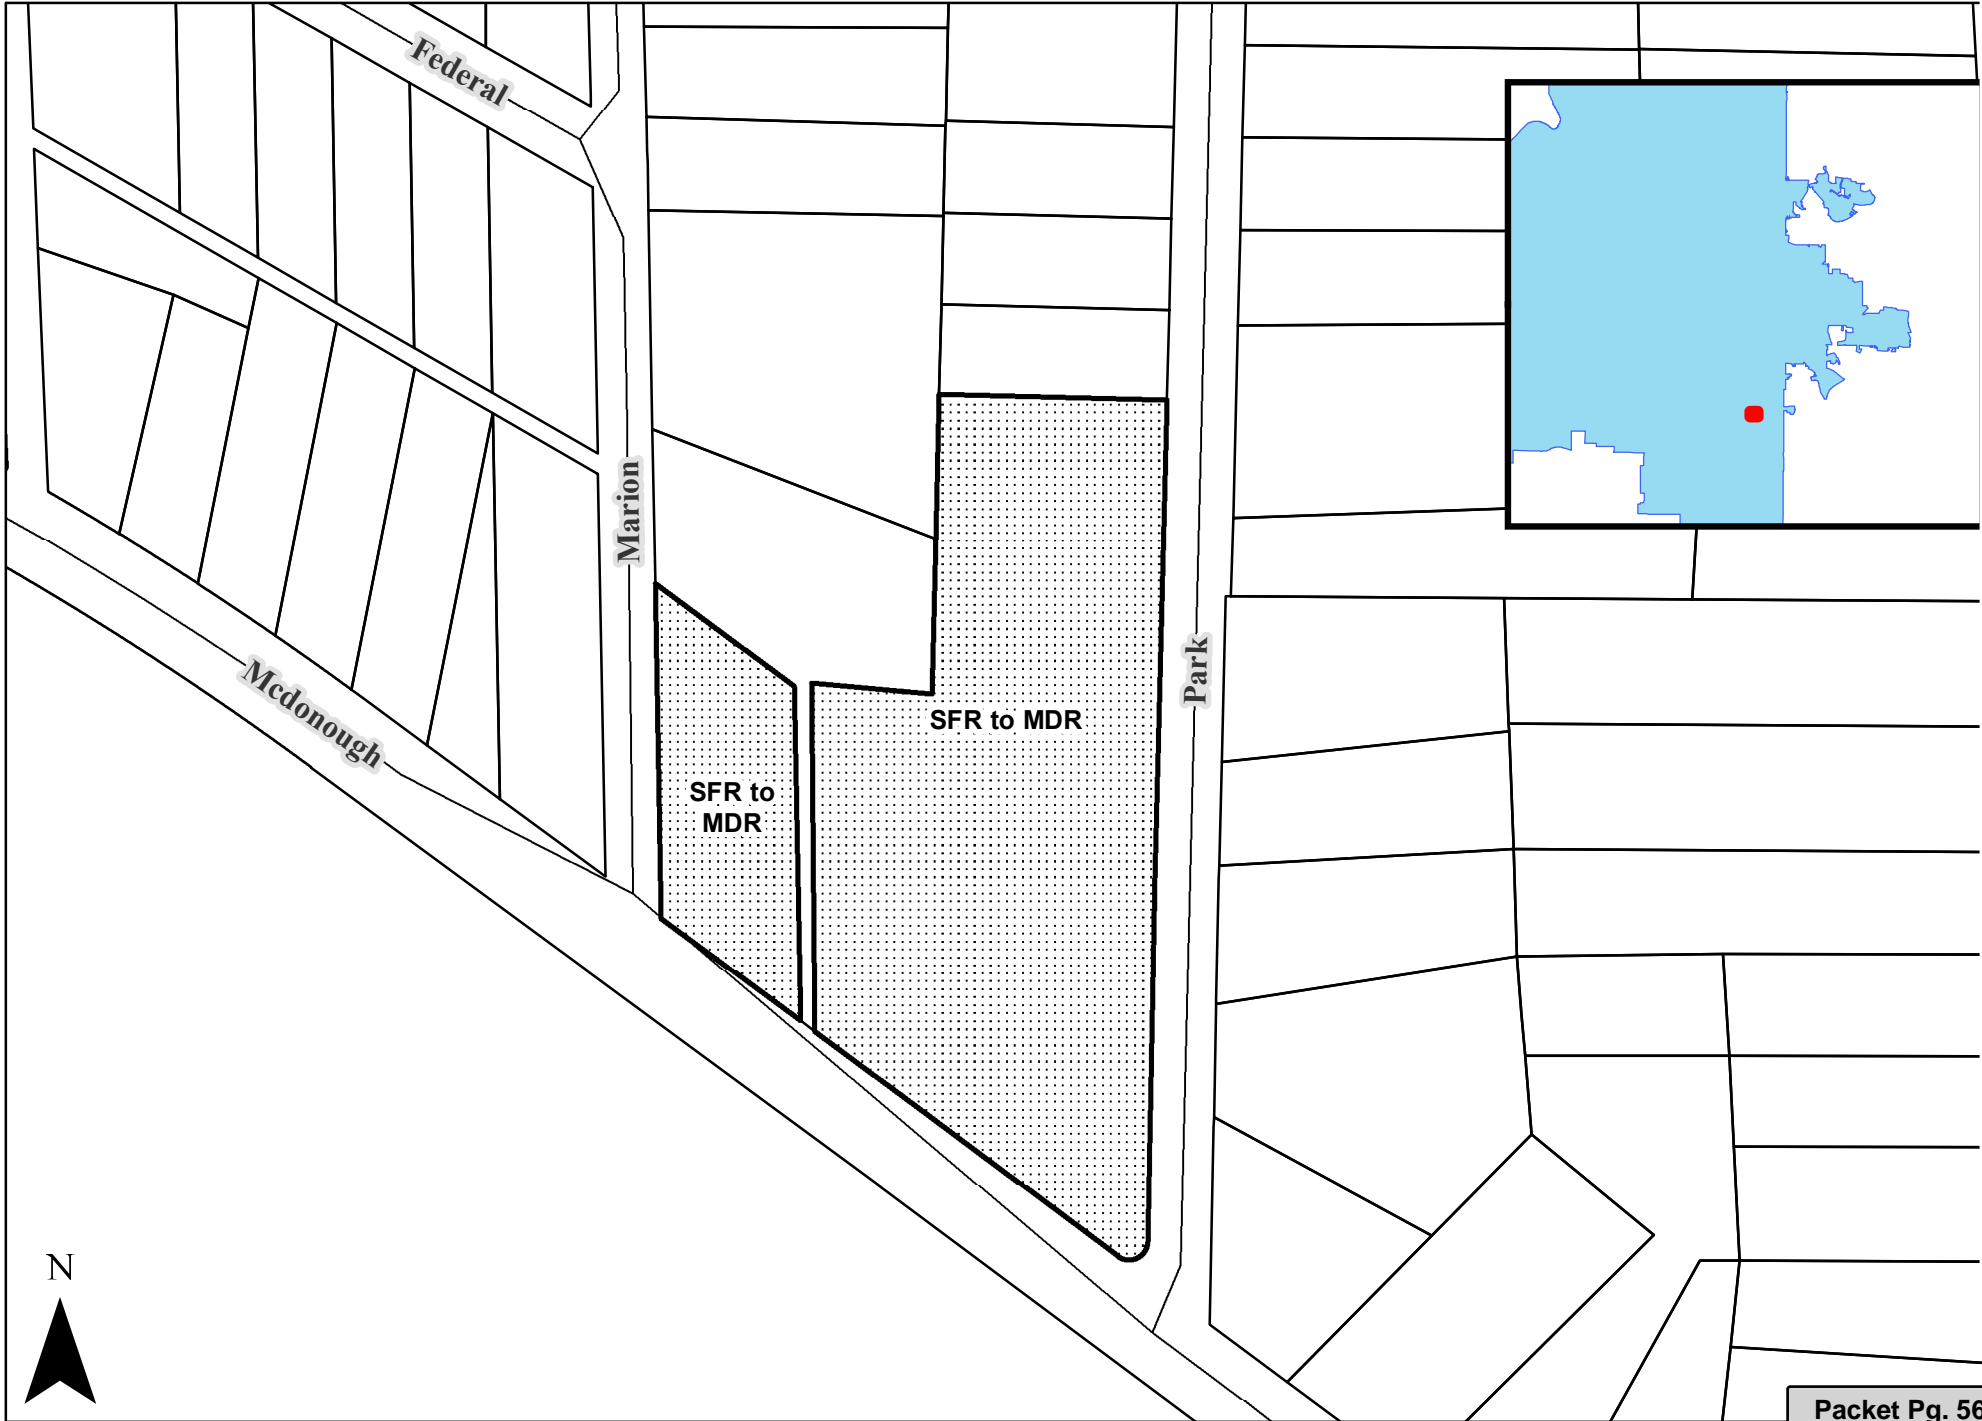 Federal
Marion
Mcdonough
Park
SFR to MDR
SFR to
MDR
N
Packet Pg. 56